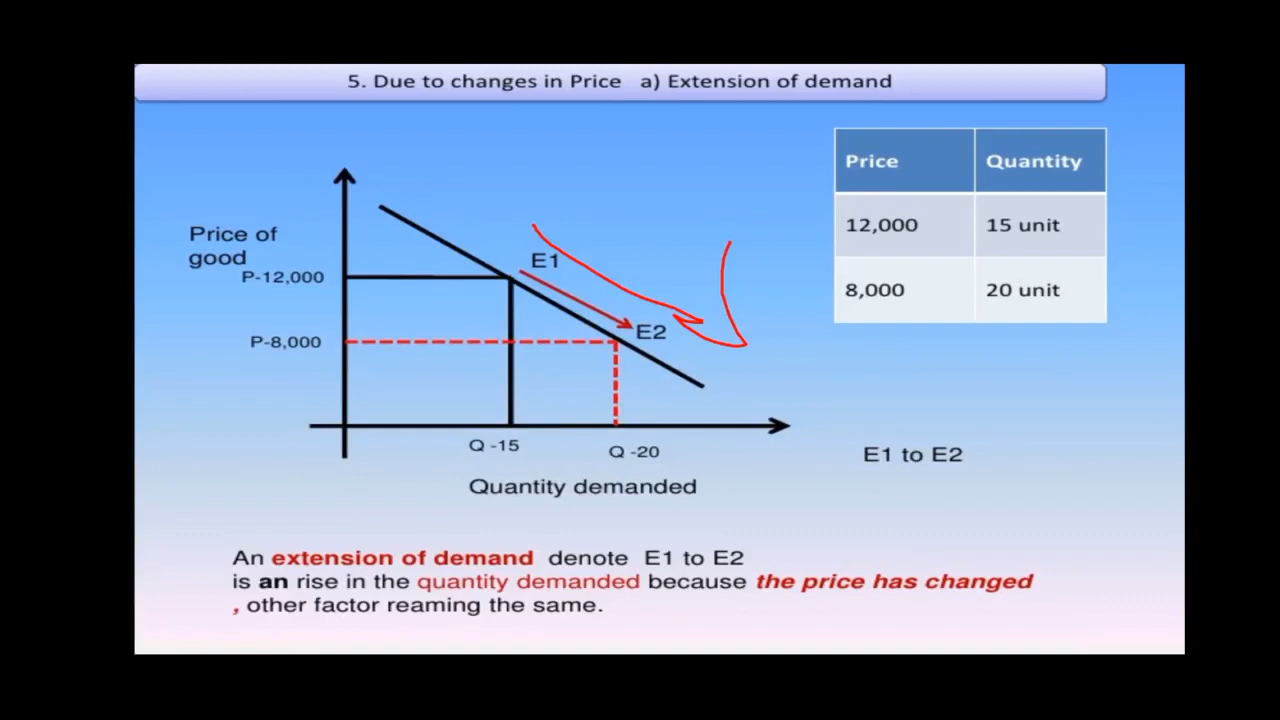 5. Due to changes in Price a) Extension of demand
Price Quantity
12,000 15 unit
8,000 20 unit
Price of
good
P-12,000
P-8,000
E1
E2
Q -15
Q -20
Quantity demanded
E1 to E2
An extension of demand denote E1 to E2
is an rise in the quantity demanded because the price has changed
, other factor reaming the same.